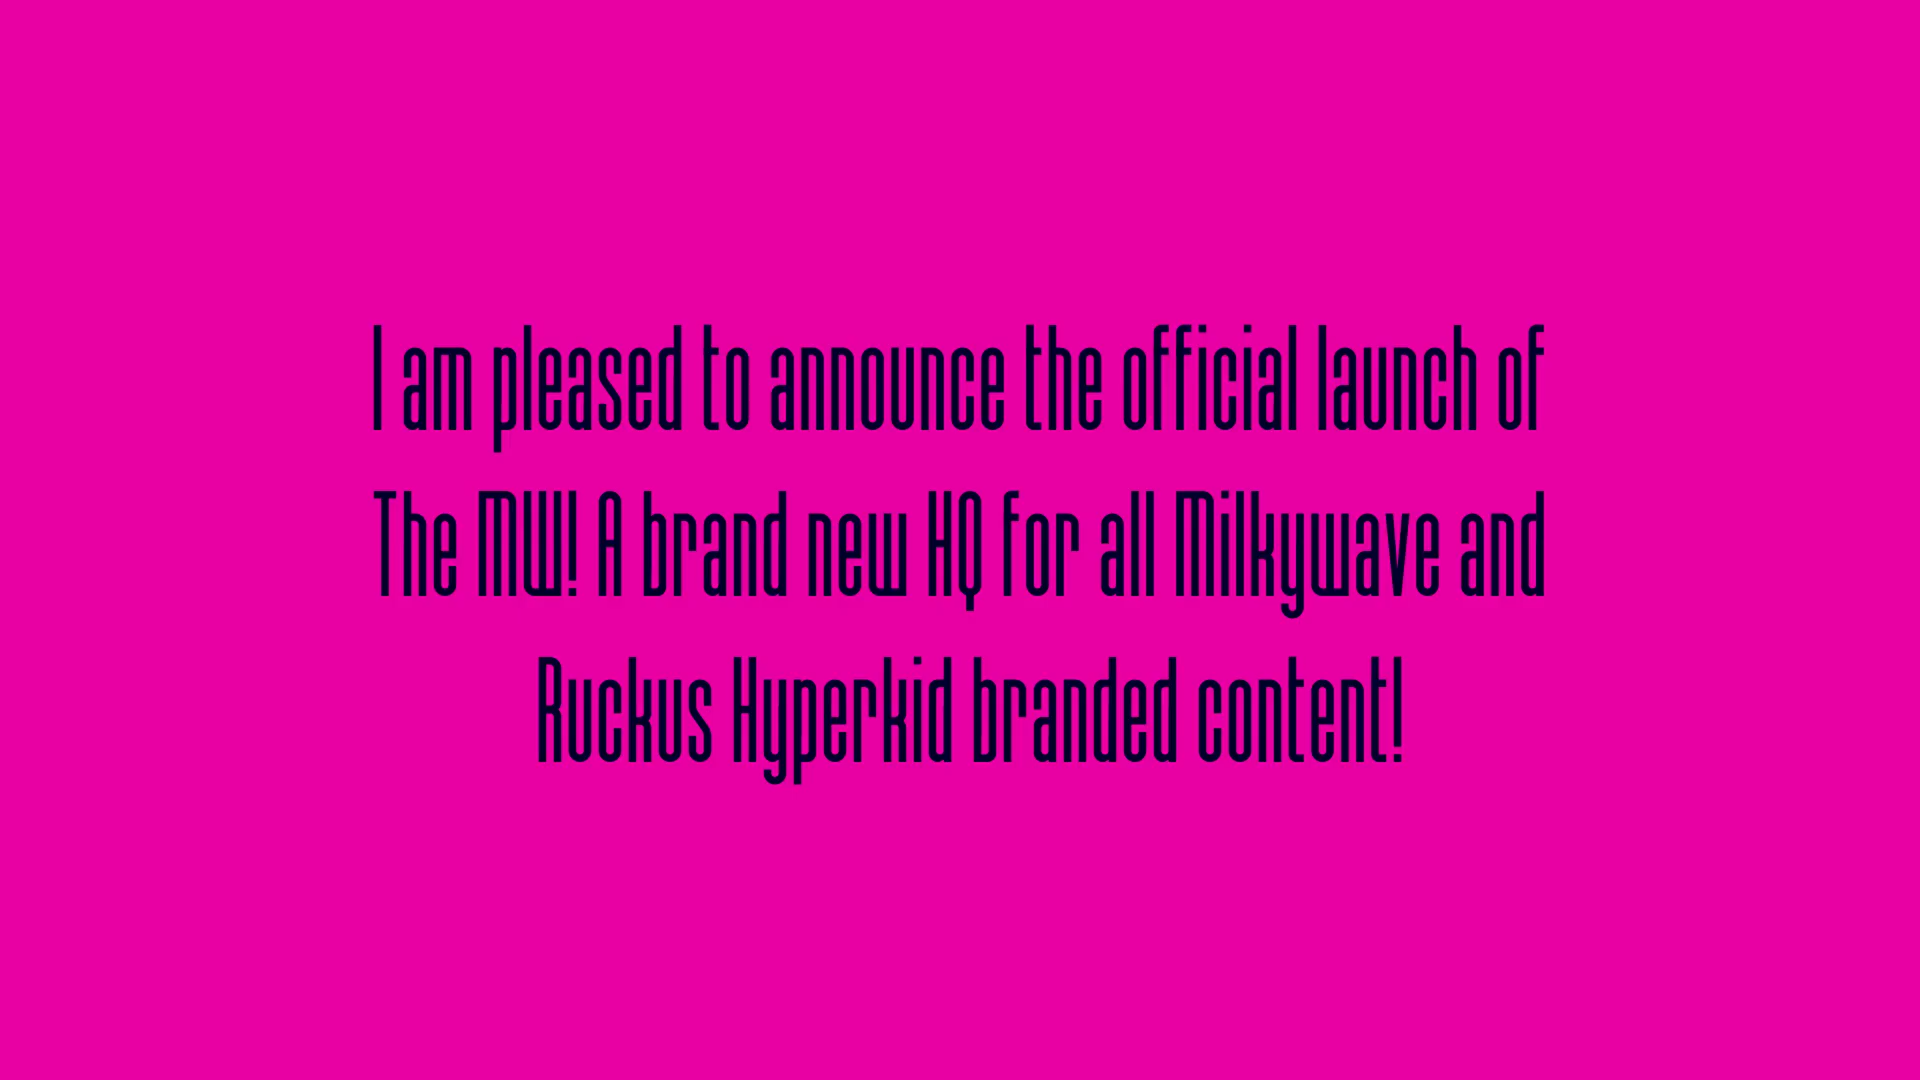 I am pleased to announce the official launch of
The MW! A brand new HQ for all Milkywave and
Ruckus Hyperkid branded content!